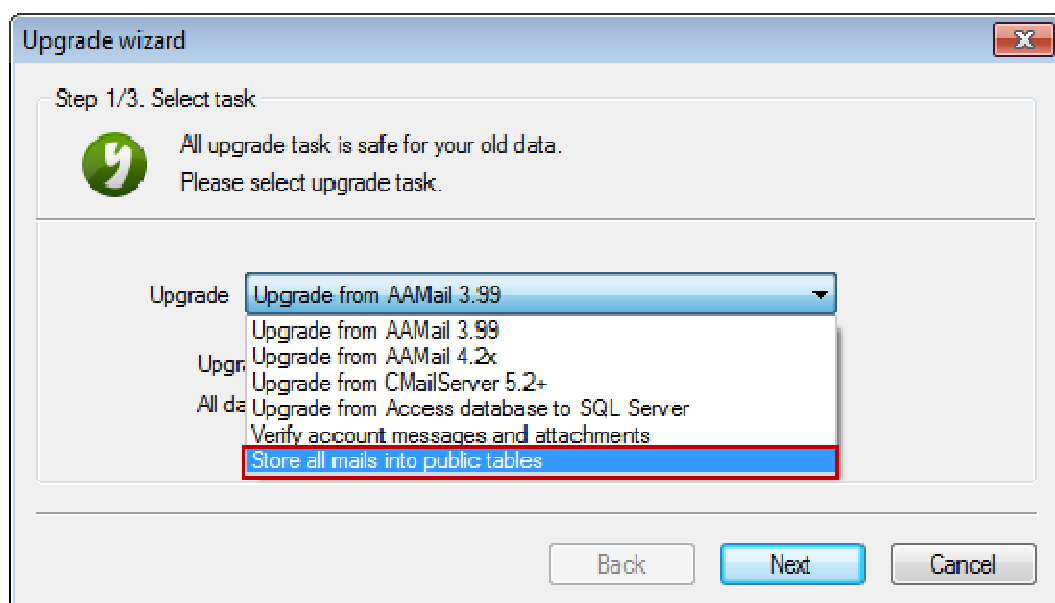 Upgrade wizard
Step 1/3. Select task
All upgrade task is safe for your old data.
Please select upgrade task.
Upgrade Upgrade from AAMail 3.99
Upgrade from AAMail 3.99
Upgrade from AAMail 4.2x
Upgrade from CMailServer 5.2+
Upgrade from Access database to SQL Server
All da
Verify account messages and attachments
Store all mails into public tables
Back Next Cancel